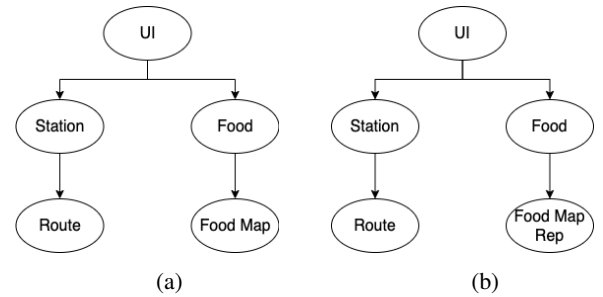 UI
Station
Food
Route
Food Map
(a)
UI
Station
Food
Route
Food Map
Rep
(b)